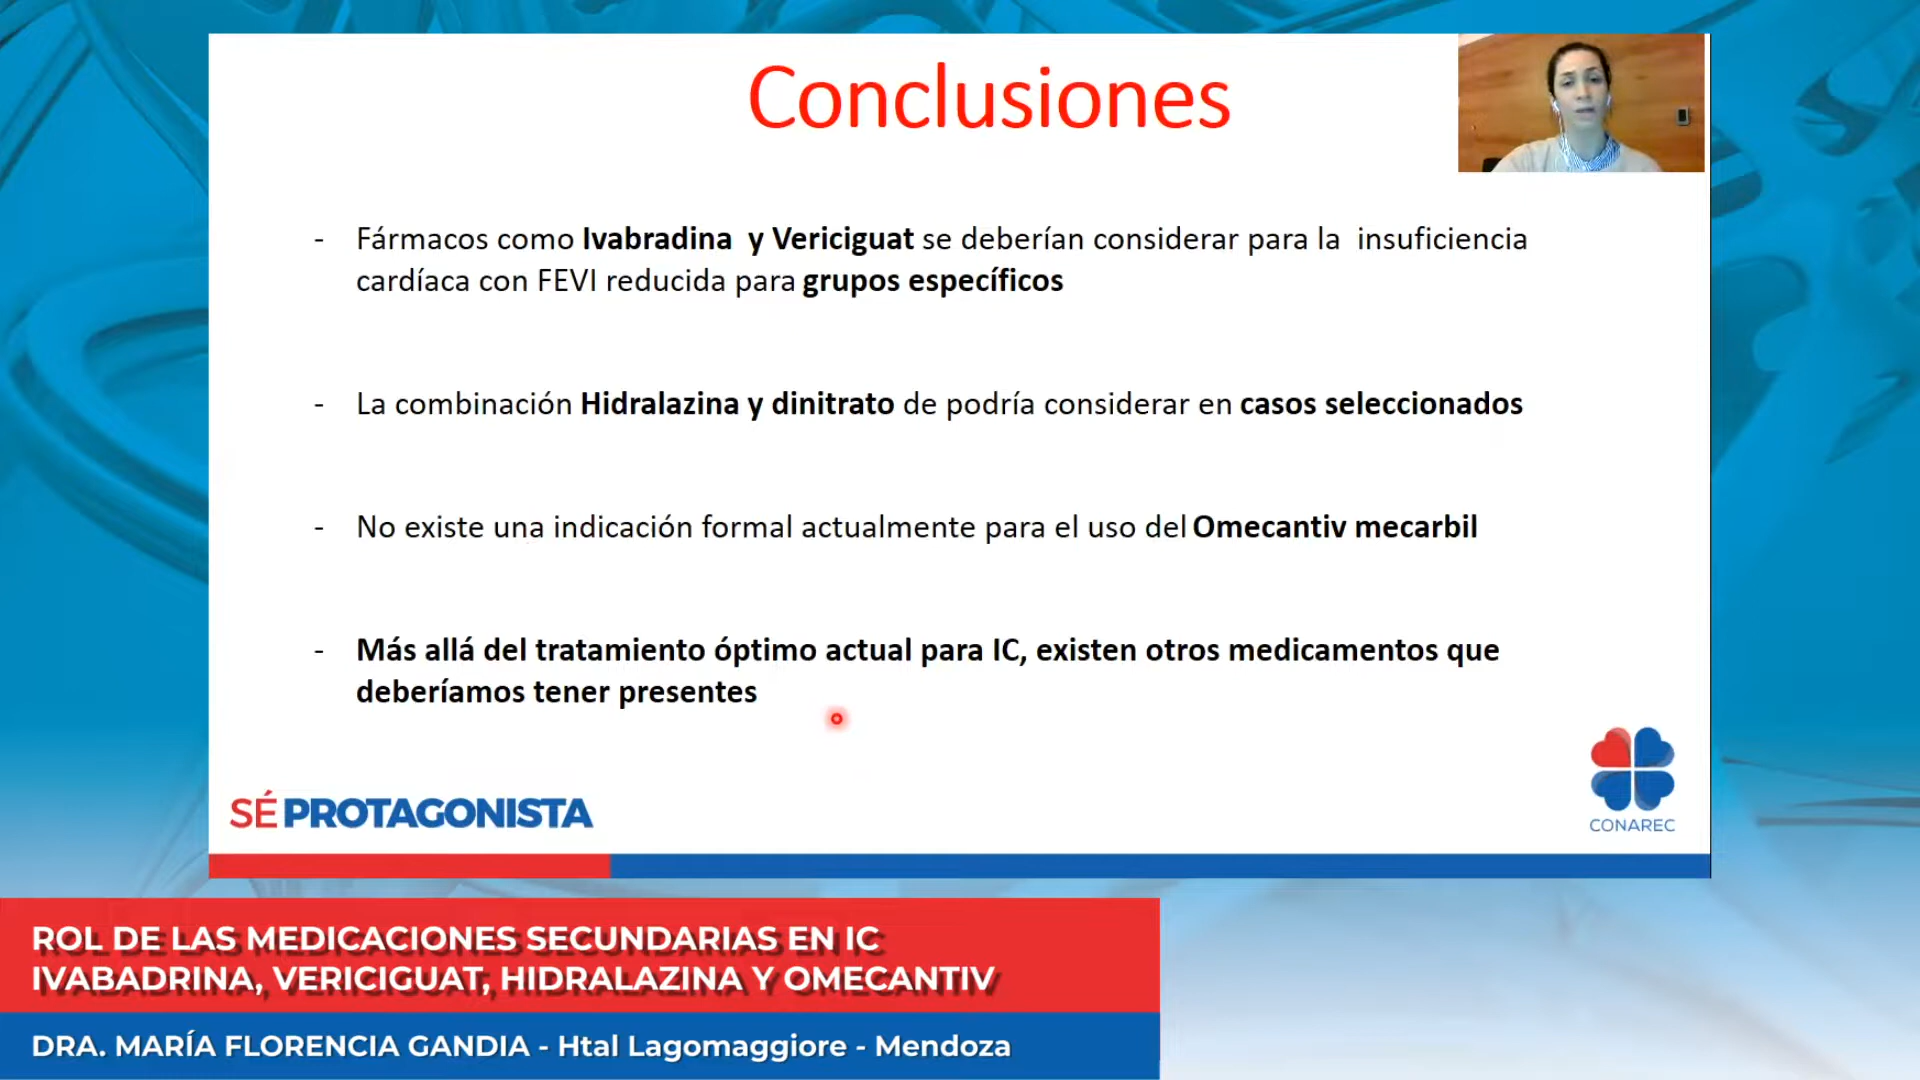 Conclusiones
- Fármacos como Ivabradina y Vericiguat se deberían considerar para la insuficiencia
cardíaca con FEVI reducida para grupos específicos
- La combinación Hidralazina y dinitrato de podría considerar en casos seleccionados
- No existe una indicación formal actualmente para el uso del Omecantiv mecarbil
- Más allá del tratamiento óptimo actual para IC, existen otros medicamentos que
deberíamos tener presentes
SÉ PROTAGONISTA
CONAREC
ROL DE LAS MEDICACIONES SECUNDARIAS EN IC
IVABADRINA, VERICIGUAT, HIDRALAZINA Y OMECANTIV
DRA. MARÍA FLORENCIA GANDIA - Htal Lagomaggiore - Mendoza